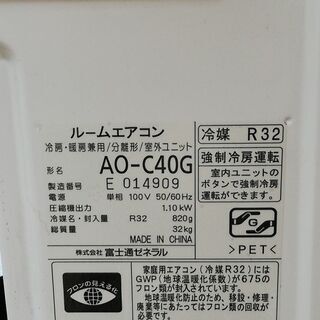 ルームエアコン
冷房・暖房兼用/分離形/室外ユニット
形名 AO-C40G
製造番号 E 014909
電源 単相 100V 50/60Hz
圧縮機出力 1.10kW
冷媒名・封入量 R32 820g
総質量 32kg
MADE IN CHINA
株式会社 富士通ゼネラル
冷媒 R32
強制冷房運転
室内ユニットの
ボタンで強制冷房運転
ができます。
G
>PET<
フロンの見える化
家庭用エアコン(冷媒R32)には
GWP(地球温暖化係数)が675の
フロン類が封入されています。
地球温暖化防止のため、移設・修理・
廃棄等にあたってはフロン類の回収が
必要です。